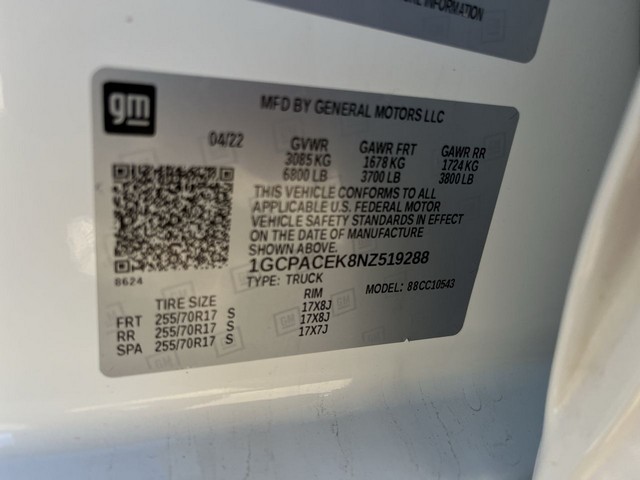 INFORMATION
gm
MFD BY GENERAL MOTORS LLC
04/22 GVWR GAWR FRT GAWR RR
3085 KG 1678 KG 1724 KG
6800 LB 3700 LB 3800 LB
THIS VEHICLE CONFORMS TO ALL
APPLICABLE U.S. FEDERAL MOTOR
VEHICLE SAFETY STANDARDS IN EFFECT
ON THE DATE OF MANUFACTURE
SHOWN ABOVE.
8624
1GCPACEK8NZ519288
TYPE: TRUCK
MODEL: 88CC10543
TIRE SIZE RIM
FRT 255/70R17 S 17X8J
RR 255/70R17 S 17X8J
SPA 255/70R17 S 17X7J